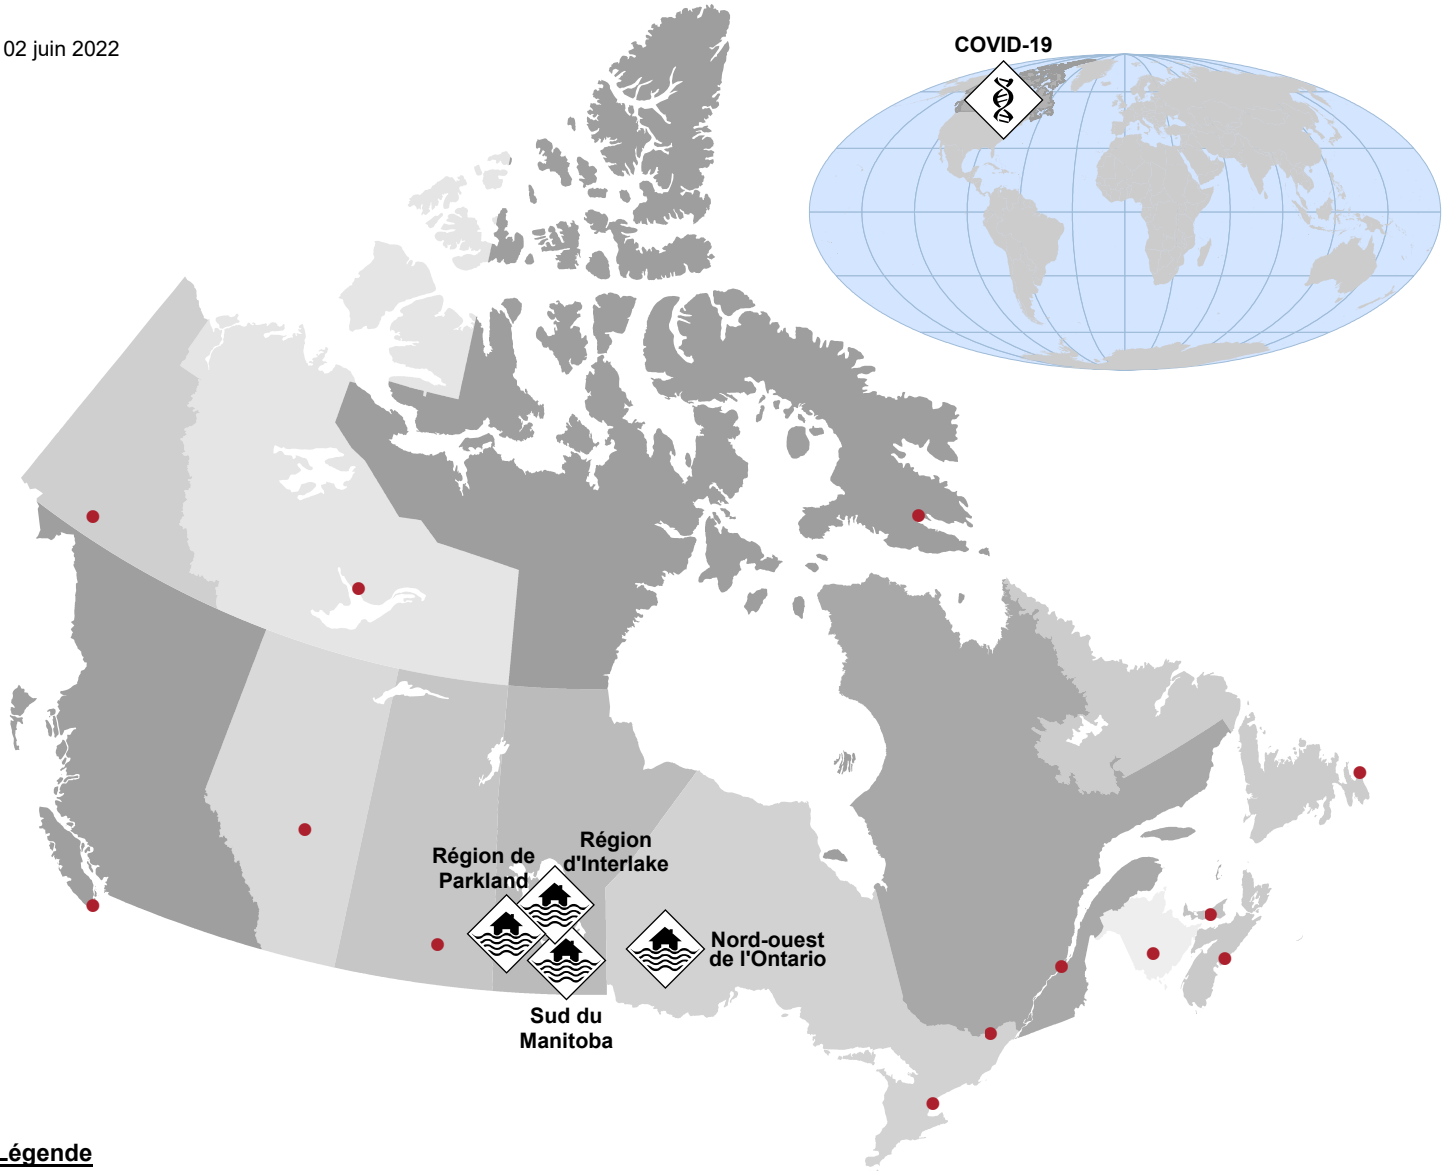 02 juin 2022
COVID-19
Région
d'Interlake
Région de
Parkland
Nord-ouest
de l'Ontario
Sud du
Manitoba
Légende